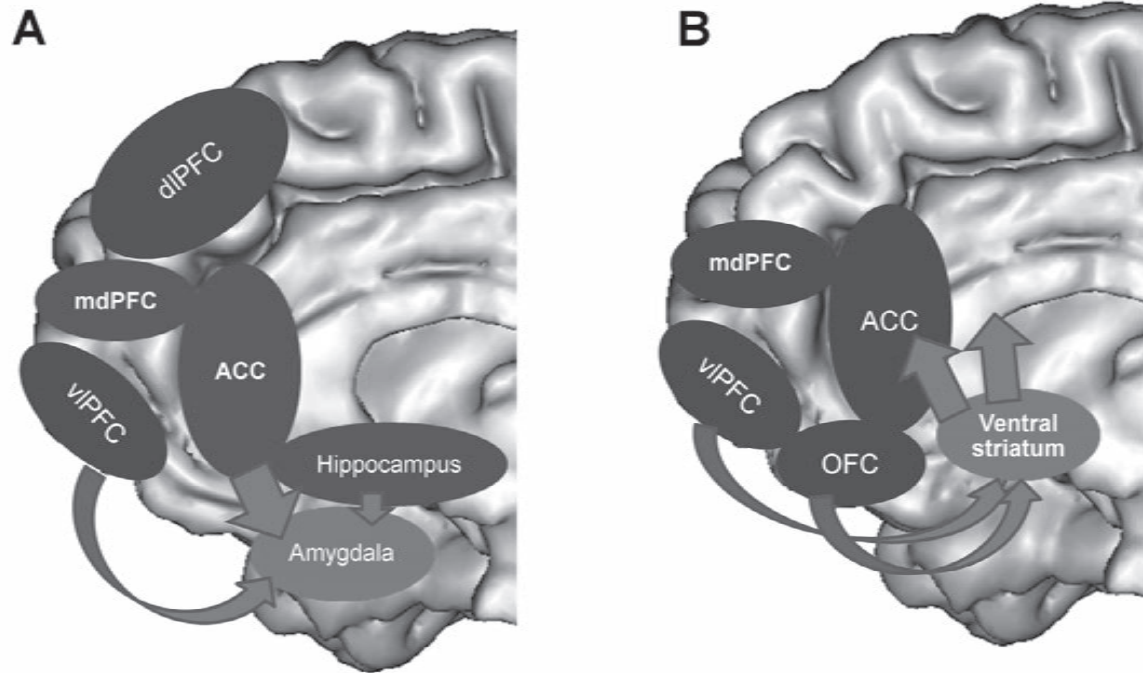 A
dlPFC
mdPFC
ACC
vlPFC
Hippocampus
Amygdala
B
mdPFC
ACC
vlPFC
Ventral
striatum
OFC